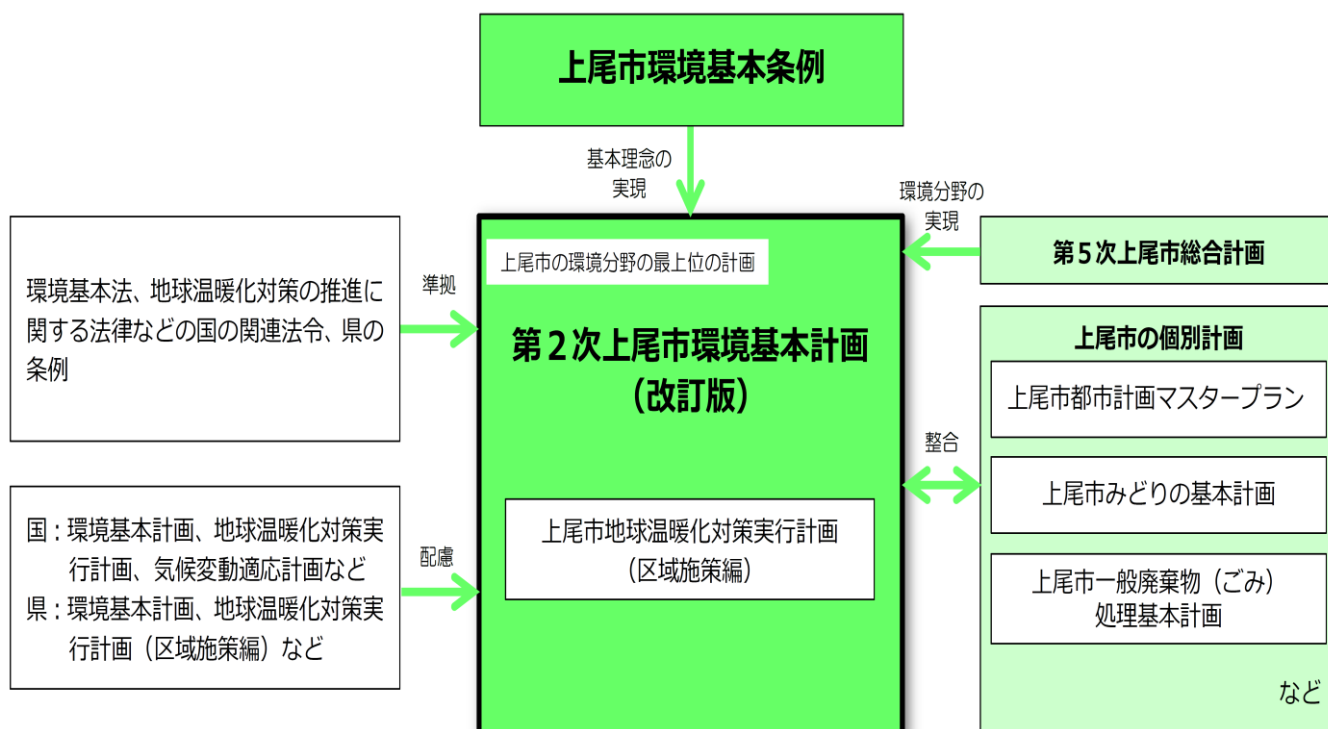 上尾市環境基本条例
基本理念の
実現
環境分野の
実現
環境基本法、地球温暖化対策の推進に
関する法律などの国の関連法令、県の
条例
準拠
国：環境基本計画、地球温暖化対策実
行計画、気候変動適応計画など
県：環境基本計画、地球温暖化対策実
行計画（区域施策編）など
配慮
上尾市の環境分野の最上位の計画
第２次上尾市環境基本計画
（改訂版）
上尾市地球温暖化対策実行計画
（区域施策編）
整合
第５次上尾市総合計画
上尾市の個別計画
上尾市都市計画マスタープラン
上尾市みどりの基本計画
上尾市一般廃棄物（ごみ）
処理基本計画
など